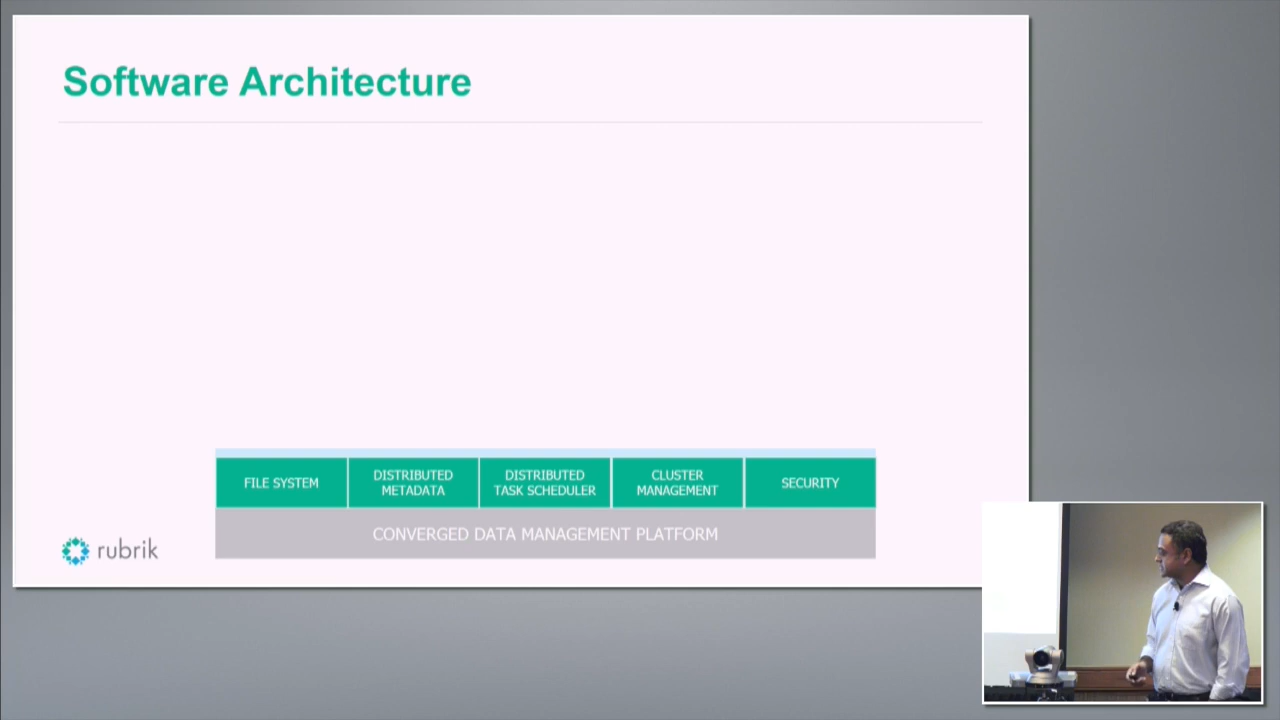 Software Architecture
FILE SYSTEM
DISTRIBUTED
METADATA
DISTRIBUTED
TASK SCHEDULER
CLUSTER
MANAGEMENT
SECURITY
CONVERGED DATA MANAGEMENT PLATFORM
rubrik